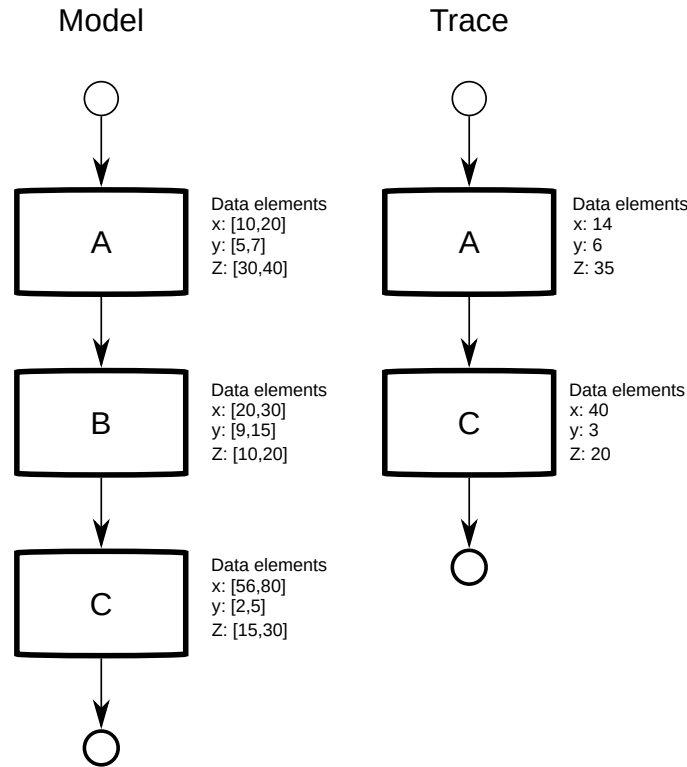 Model
Trace
A
Data elements
x: [10,20]
y: [5,7]
Z: [30,40]
A
Data elements
x: 14
y: 6
Z: 35
B
Data elements
x: [20,30]
y: [9,15]
Z: [10,20]
C
Data elements
x: 40
y: 3
Z: 20
C
Data elements
x: [56,80]
y: [2,5]
Z: [15,30]